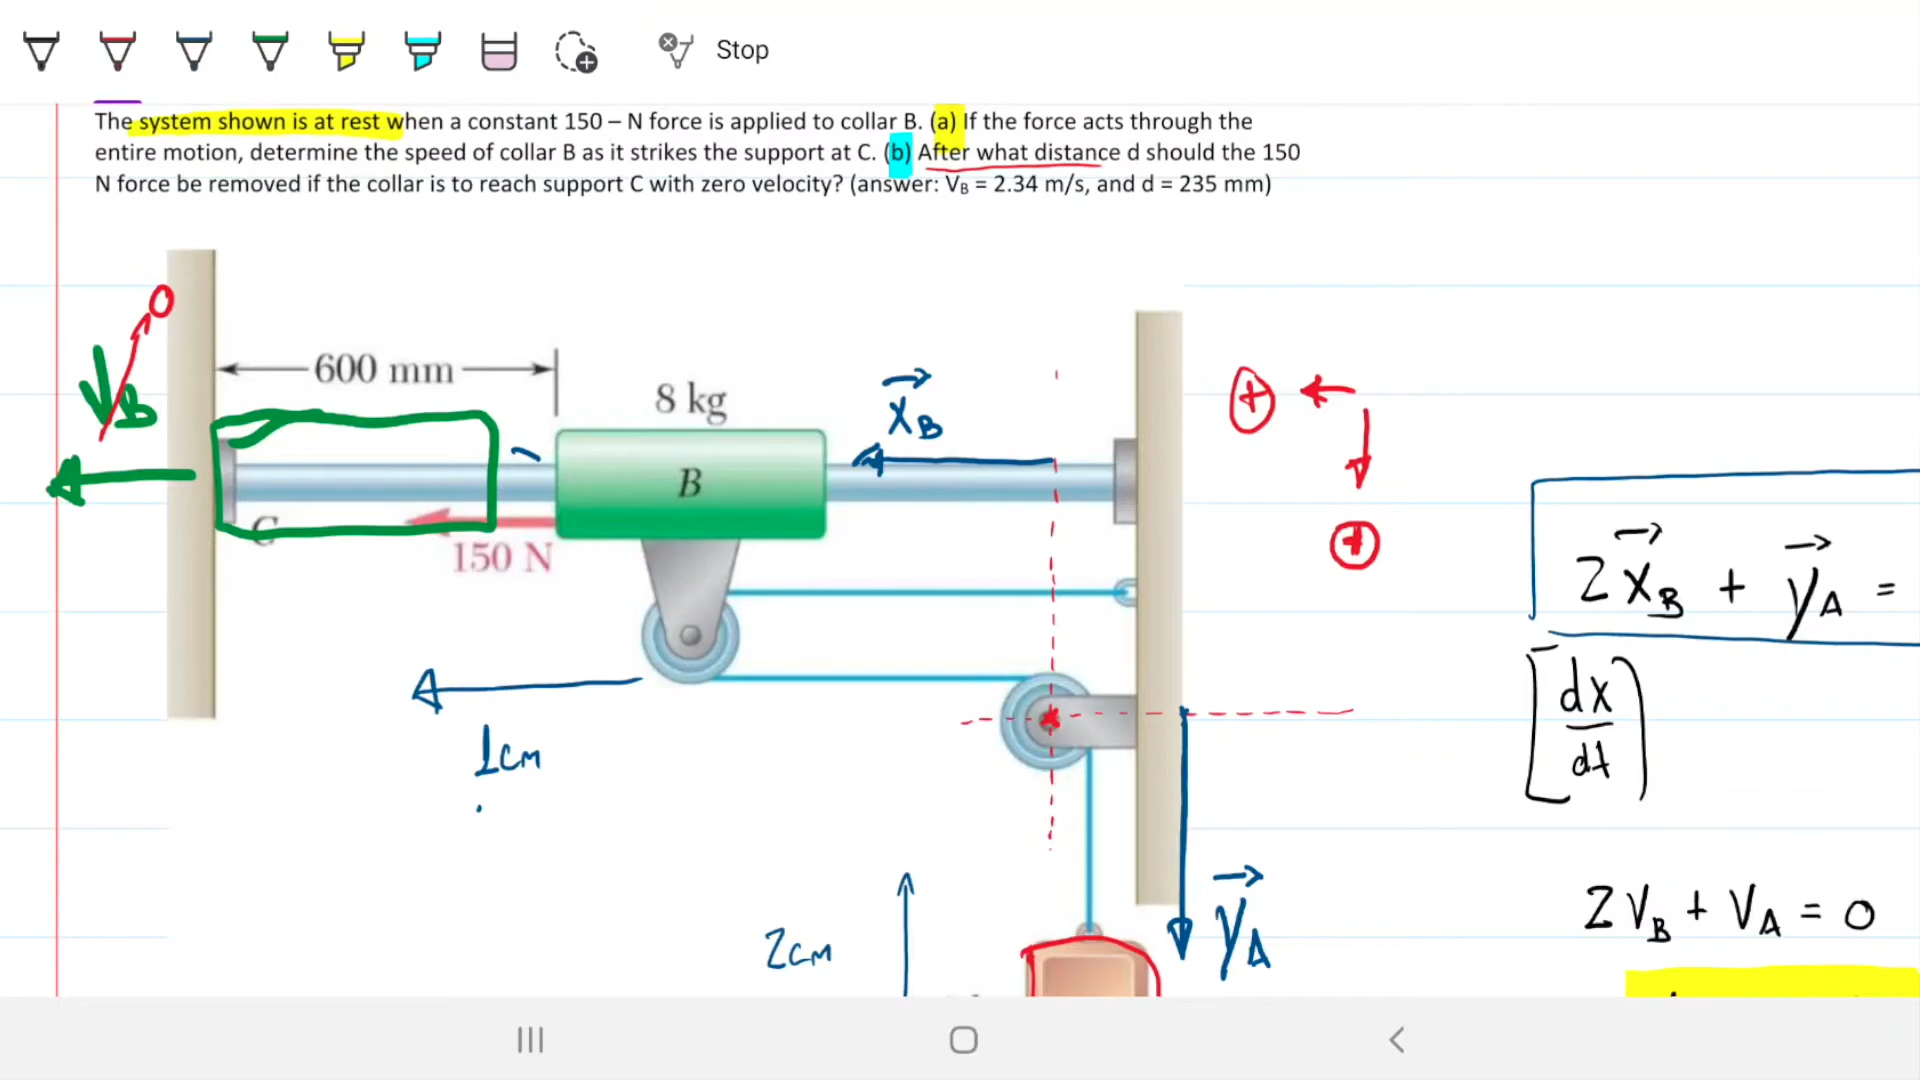 Stop
The system shown is at rest when a constant 150 – N force is applied to collar B. (a) If the force acts through the
entire motion, determine the speed of collar B as it strikes the support at C. (b) After what distance d should the 150
N force be removed if the collar is to reach support C with zero velocity? (answer: VB = 2.34 m/s, and d = 235 mm)
0
VB
600 mm
8 kg
xB
+
B
C
150 N
+
2xB + yA =
dx
dt
1cm
2VB + VA = 0
2cm
yA